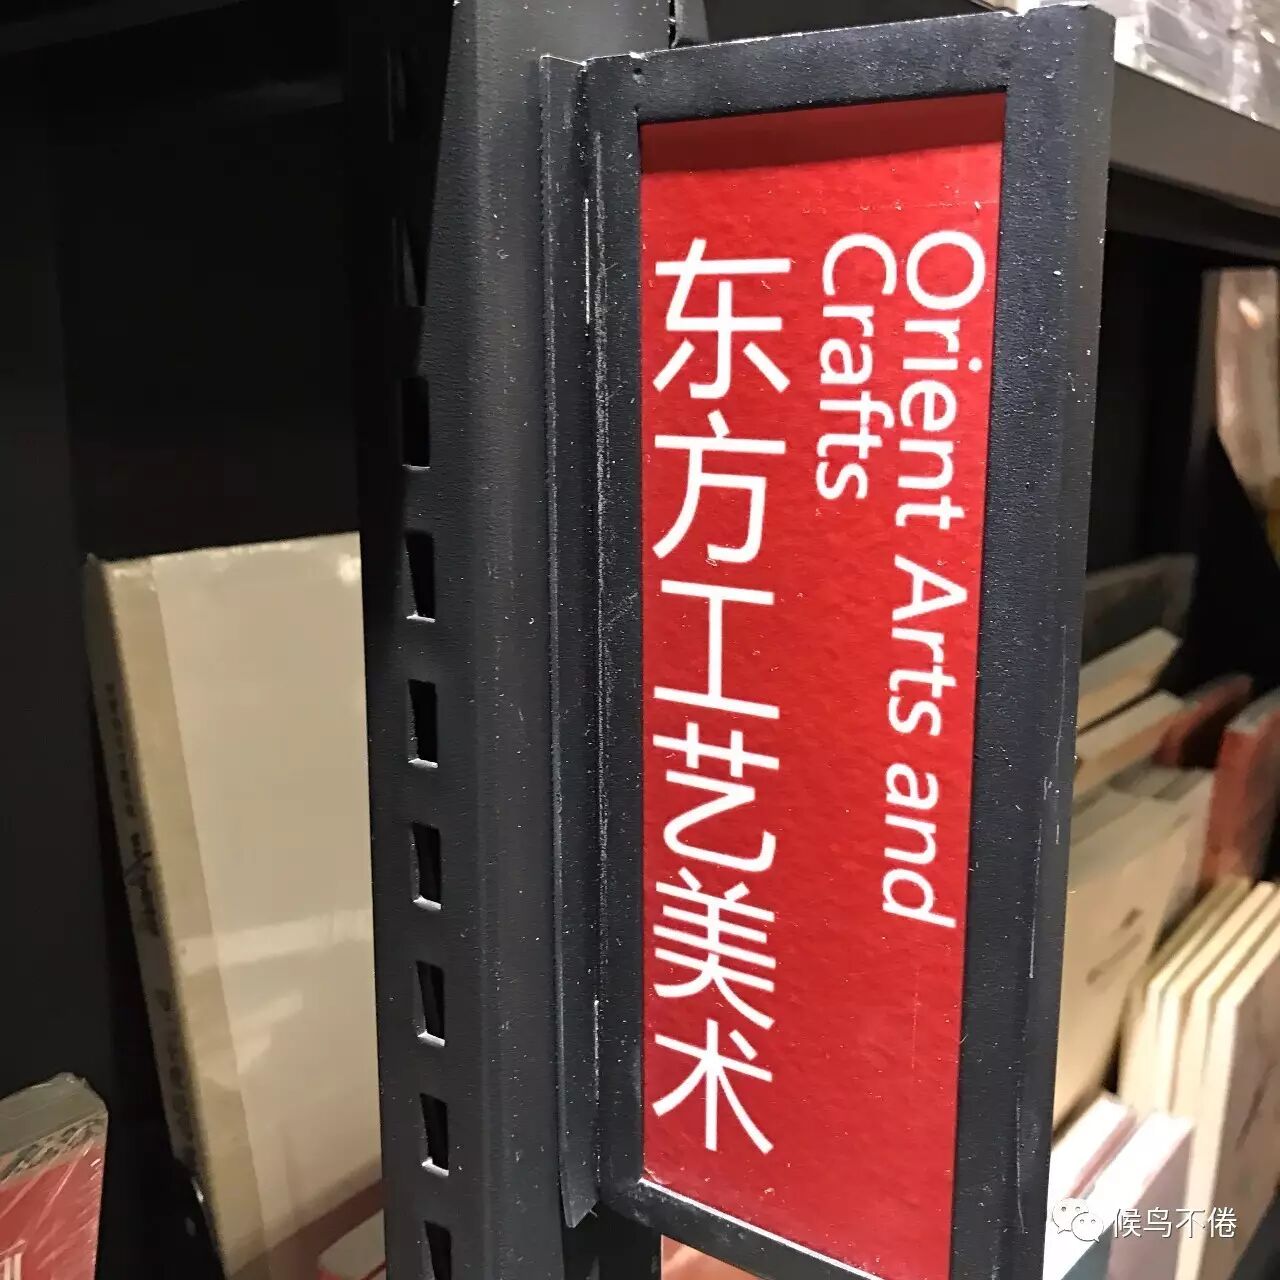 Orient Arts and
Crafts
东方工艺美术
候鸟不倦